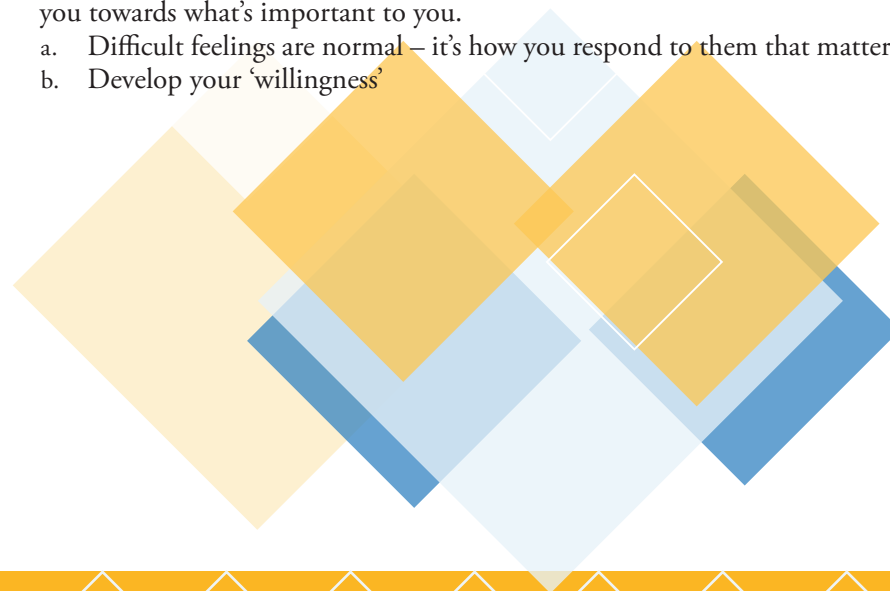 you towards what’s important to you.
a. Difficult feelings are normal – it’s how you respond to them that matter
b. Develop your ‘willingness’